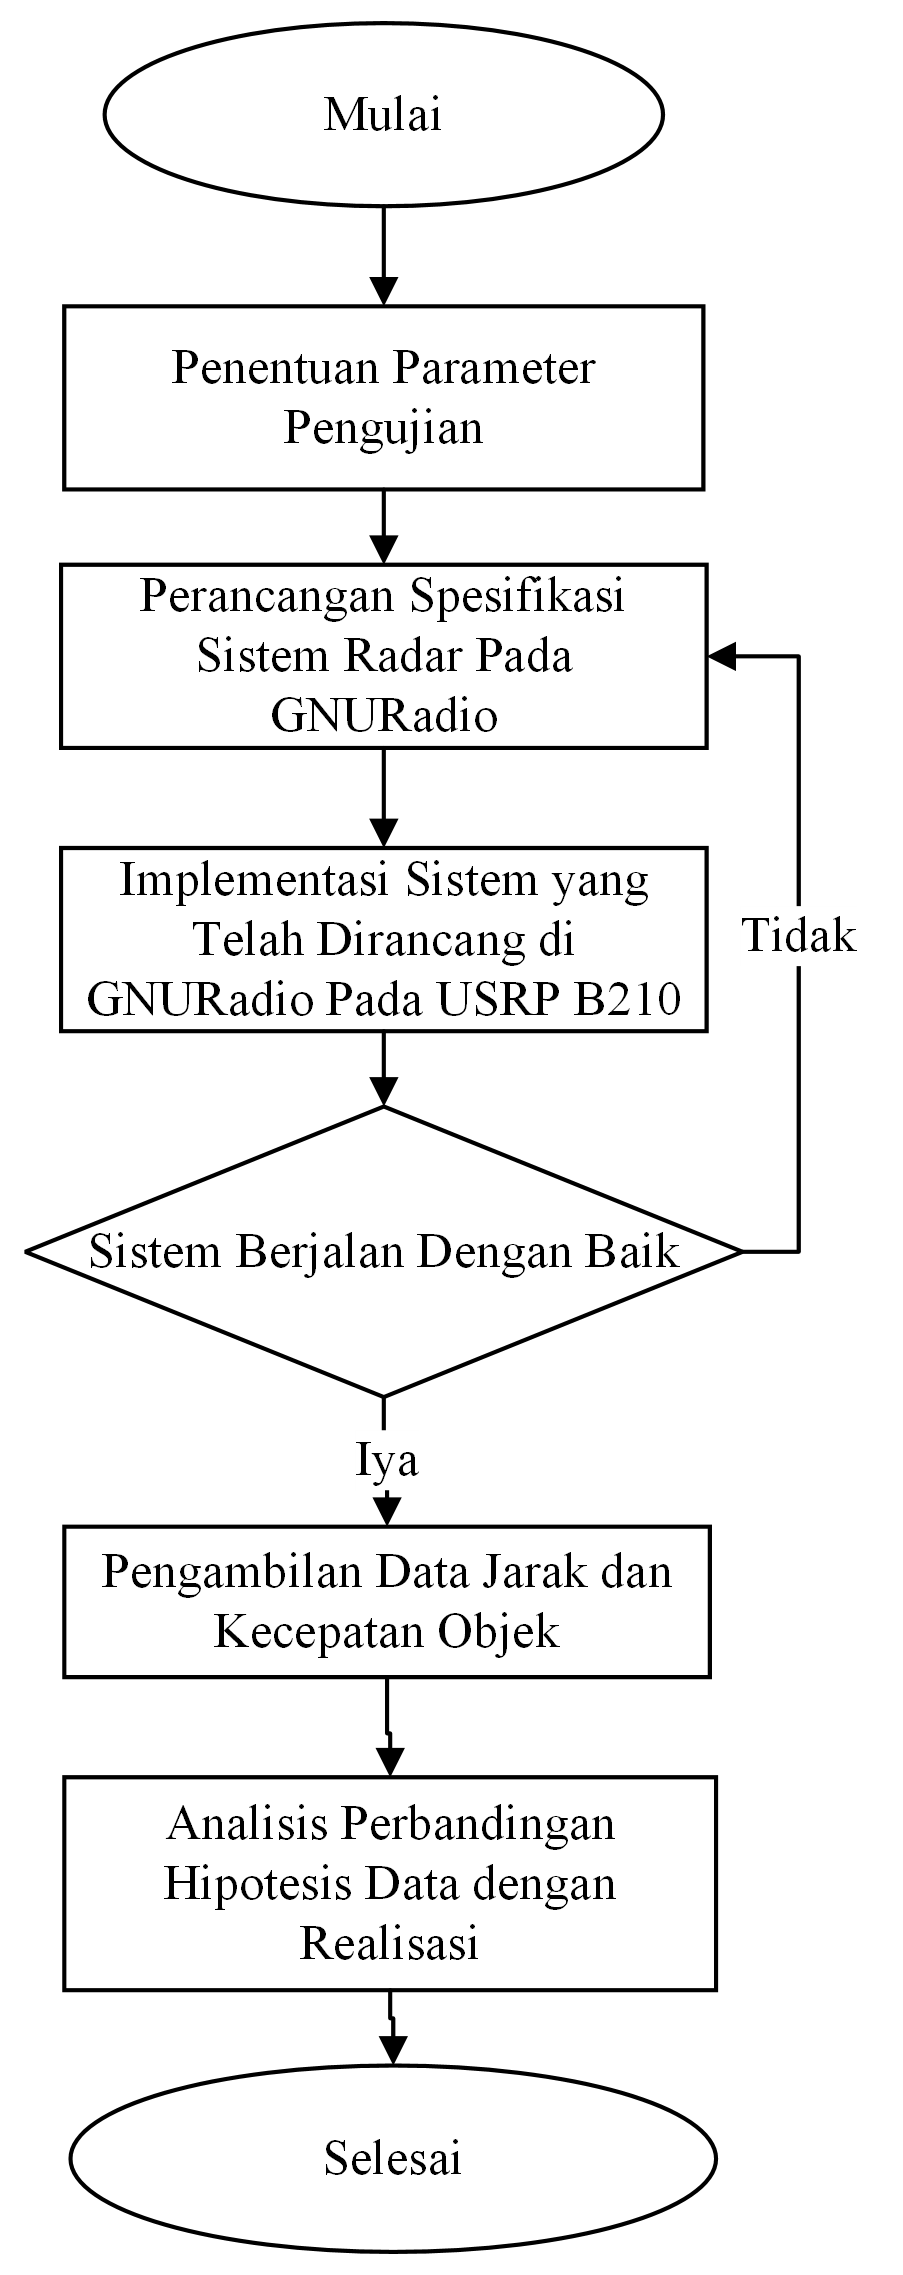 Mulai
Penentuan Parameter
Pengujian
Perancangan Spesifikasi
Sistem Radar Pada
GNURadio
Implementasi Sistem yang
Telah Dirancang di
GNURadio Pada USRP B210
Tidak
Sistem Berjalan Dengan Baik
Iya
Pengambilan Data Jarak dan
Kecepatan Objek
Analisis Perbandingan
Hipotesis Data dengan
Realisasi
Selesai